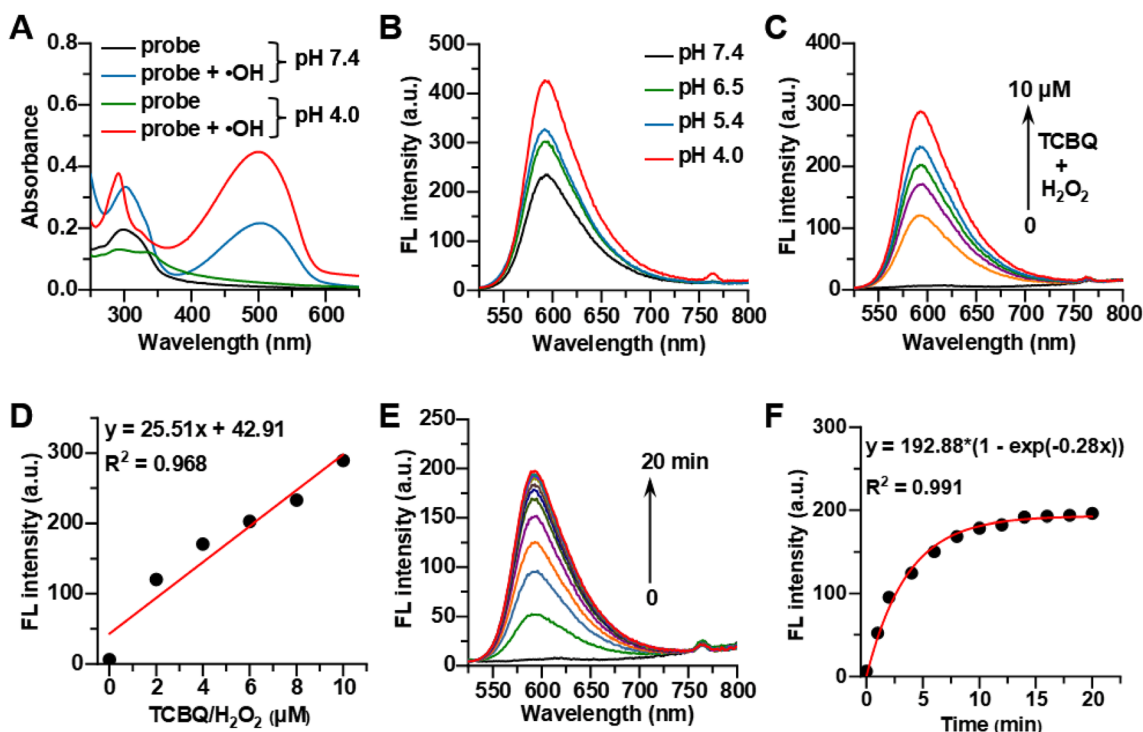 A
Absorbance
0.8
0.6
0.4
0.2
0.0
probe
probe + •OH
pH 7.4
probe
probe + •OH
pH 4.0
300 400 500 600
Wavelength (nm)
B
FL intensity (a.u.)
500
400
300
200
100
0
pH 7.4
pH 6.5
pH 5.4
pH 4.0
550 600 650 700 750 800
Wavelength (nm)
C
FL intensity (a.u.)
400
300
200
100
0
10 µM
TCBQ
+
H₂O₂
0
550 600 650 700 750 800
Wavelength (nm)
D
FL intensity (a.u.)
300
200
100
0
y = 25.51x + 42.91
R² = 0.968
0 2 4 6 8 10
TCBQ/H₂O₂ (µM)
E
FL intensity (a.u.)
250
200
150
100
50
0
20 min
0
550 600 650 700 750 800
Wavelength (nm)
F
FL intensity (a.u.)
300
200
100
0
y = 192.88*(1 - exp(-0.28x))
R² = 0.991
0 5 10 15 20
Time (min)